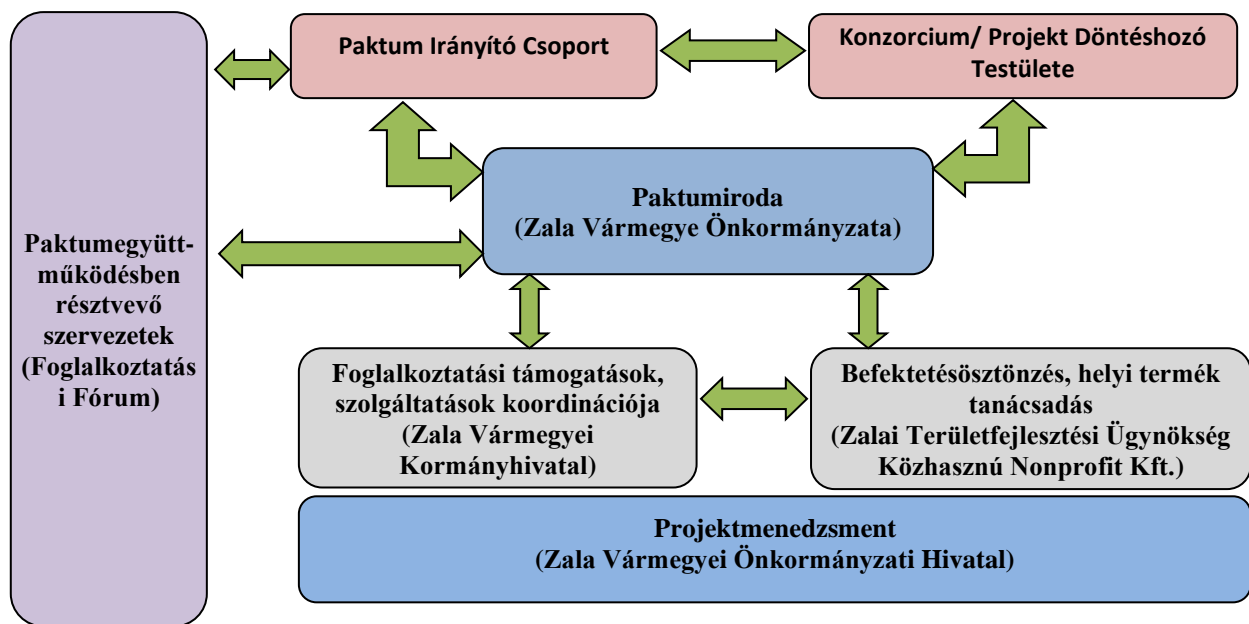 Paktum Irányító Csoport
Konzorcium/ Projekt Döntéshozó
Testülete
Paktumiroda
(Zala Vármegye Önkormányzata)
Paktumegyütt-
működésben
résztvevő
szervezetek
(Foglalkoztatás
i Fórum)
Foglalkoztatási támogatások,
szolgáltatások koordinációja
(Zala Vármegyei
Kormányhivatal)
Befektetésösztönzés, helyi termék
tanácsadás
(Zalai Területfejlesztési Ügynökség
Közhasznú Nonprofit Kft.)
Projektmenedzsment
(Zala Vármegyei Önkormányzati Hivatal)